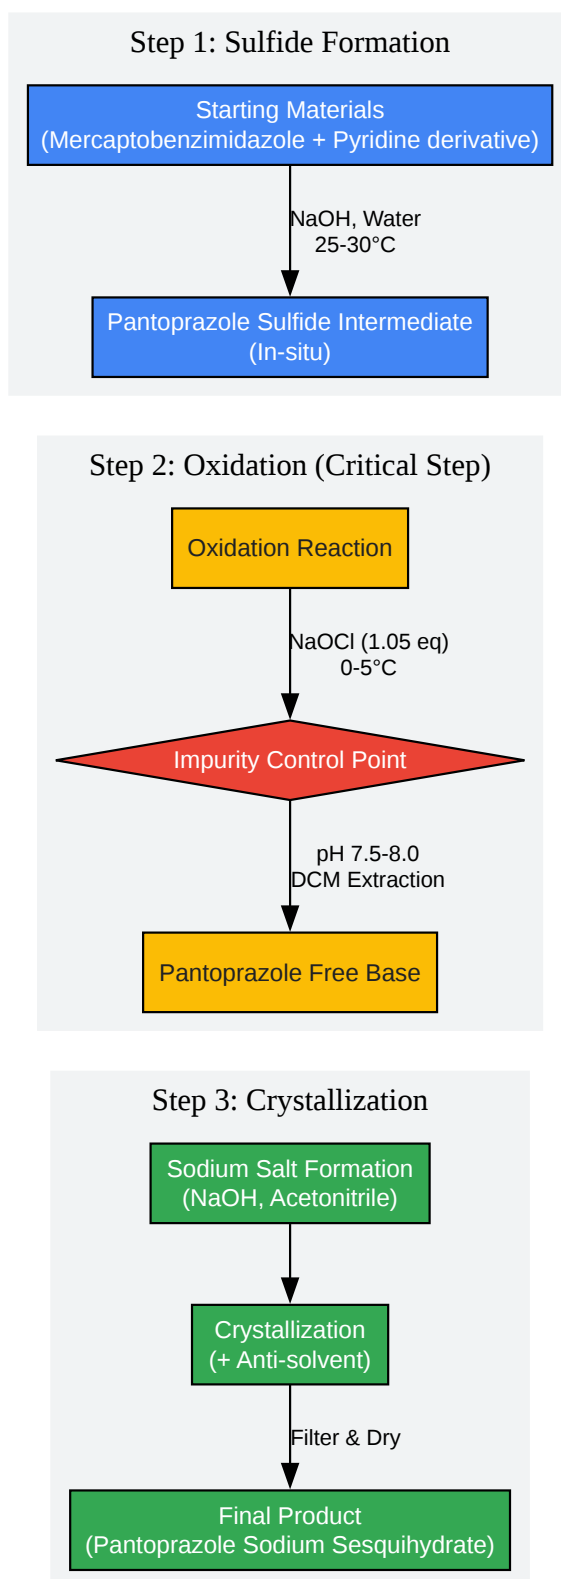 Step 1: Sulfide Formation
Starting Materials
(Mercaptobenzimidazole + Pyridine derivative)
NaOH, Water
25-30°C
Pantoprazole Sulfide Intermediate
(In-situ)
Step 2: Oxidation (Critical Step)
Oxidation Reaction
NaOCl (1.05 eq)
0-5°C
Impurity Control Point
pH 7.5-8.0
DCM Extraction
Pantoprazole Free Base
Step 3: Crystallization
Sodium Salt Formation
(NaOH, Acetonitrile)
Crystallization
(+ Anti-solvent)
Filter & Dry
Final Product
(Pantoprazole Sodium Sesquihydrate)